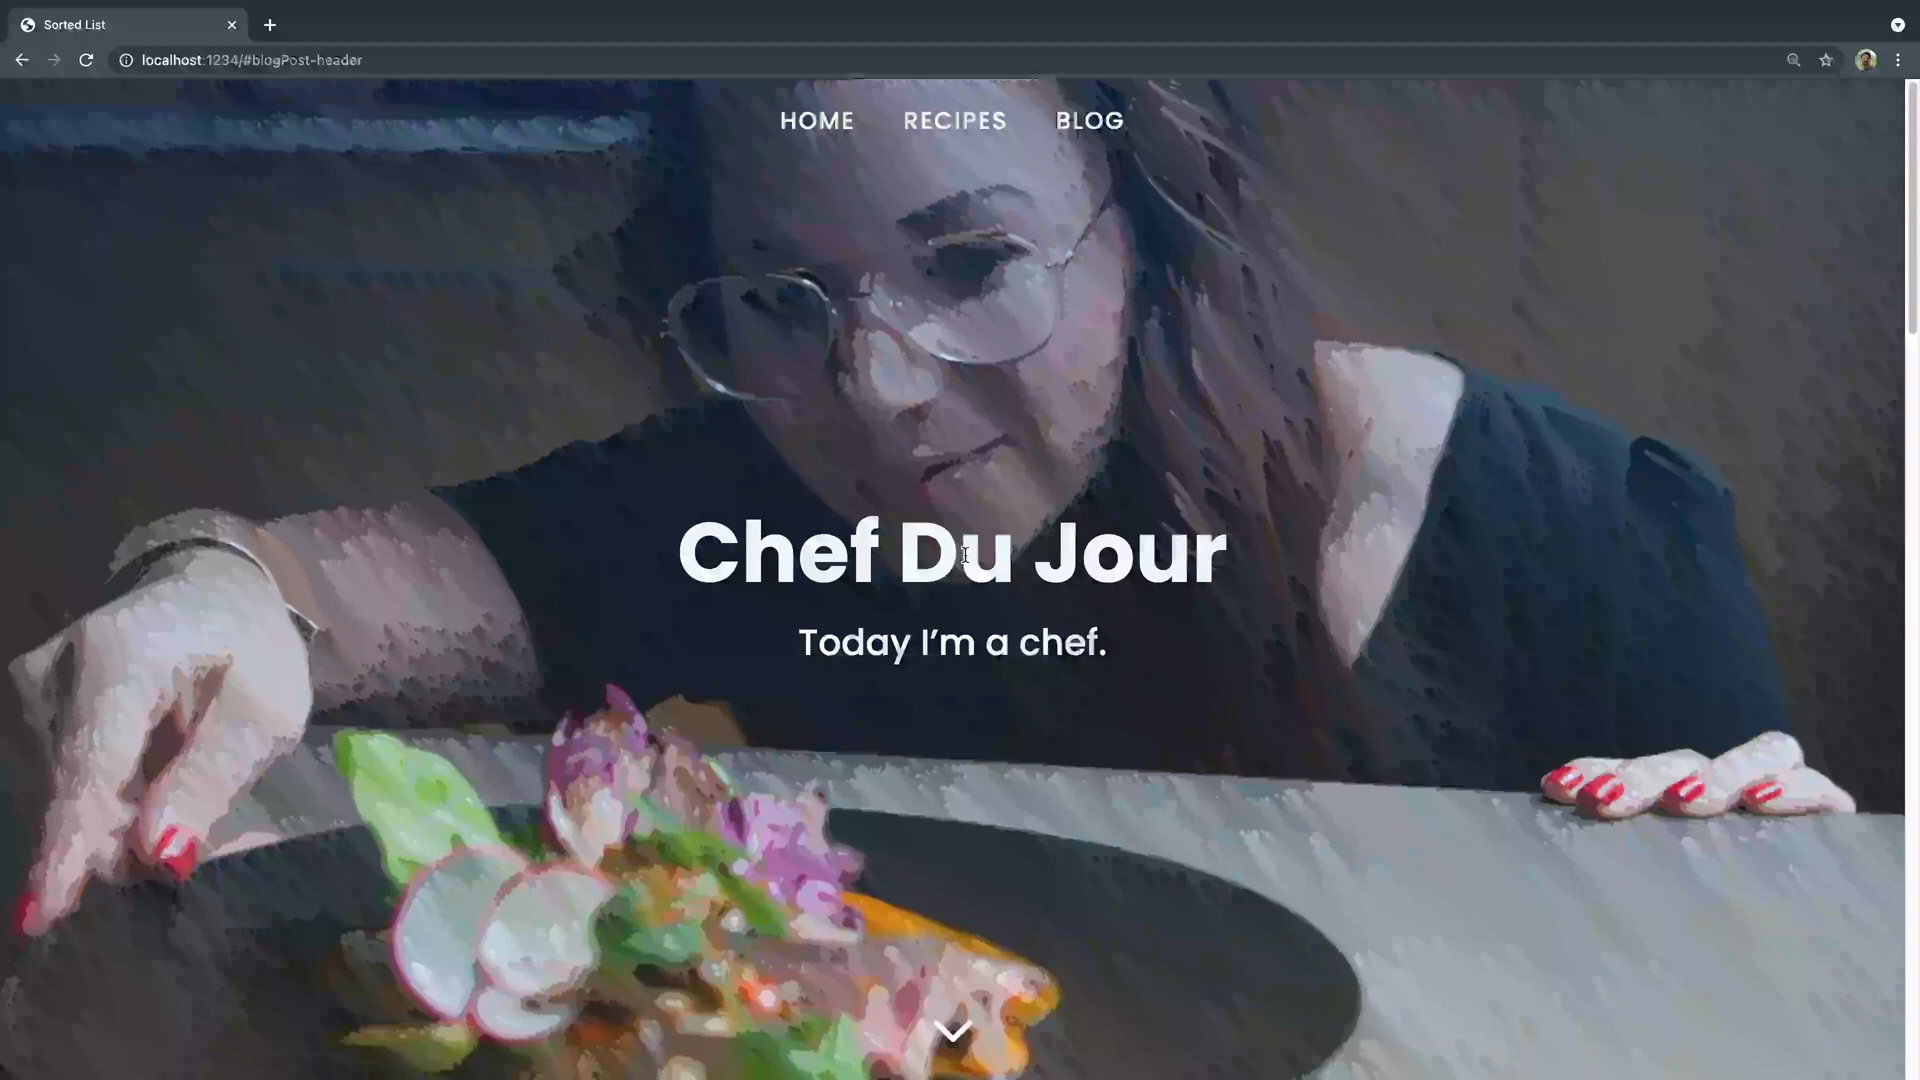 Sorted List
localhost:1234/#blogPost-header
HOME RECIPES BLOG
Chef Du Jour
Today I’m a chef.